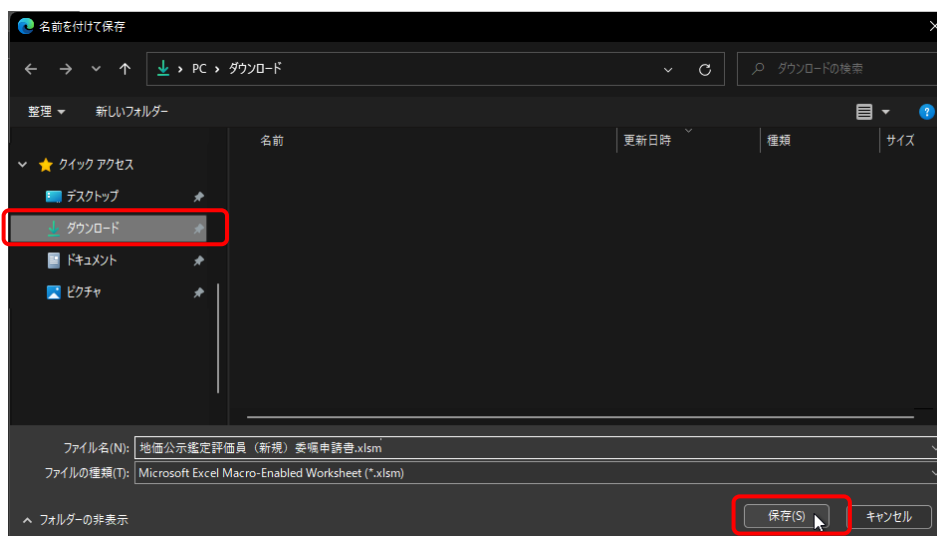 名前を付けて保存
PC › ダウンロード
ダウンロードの検索
整理
新しいフォルダー
名前
更新日時
種類
サイズ
クイック アクセス
デスクトップ
ダウンロード
ドキュメント
ピクチャ
ファイル名(N): 地価公示鑑定評価員（新規）委嘱申請書.xlsm
ファイルの種類(T): Microsoft Excel Macro-Enabled Worksheet (*.xlsm)
フォルダーの非表示
保存(S)
キャンセル